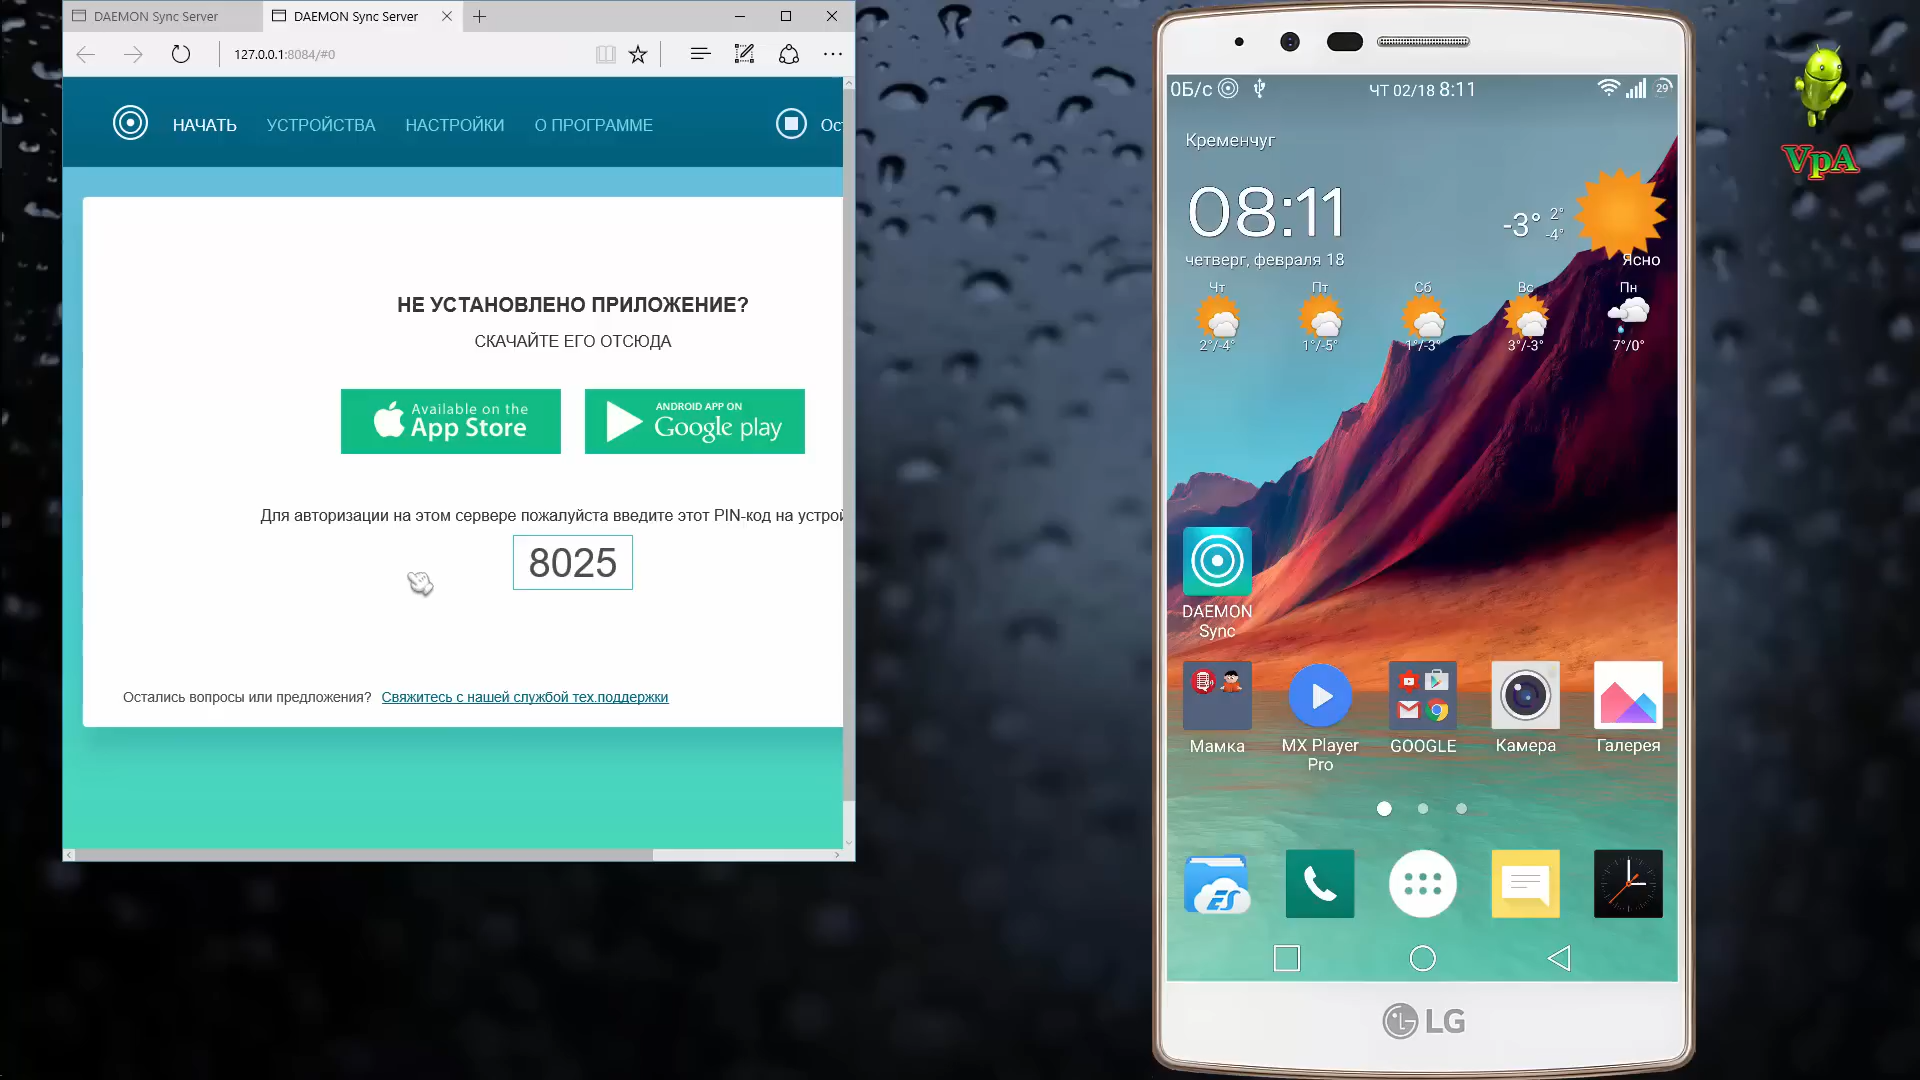 DAEMON Sync Server
DAEMON Sync Server
127.0.0.1:8084/#0
НАЧАТЬ
УСТРОЙСТВА
НАСТРОЙКИ
О ПРОГРАММЕ
Ост
НЕ УСТАНОВЛЕНО ПРИЛОЖЕНИЕ?
СКАЧАЙТЕ ЕГО ОТСЮДА
Available on the
App Store
ANDROID APP ON
Google play
Для авторизации на этом сервере пожалуйста введите этот PIN-код на устрой
8025
Остались вопросы или предложения? Свяжитесь с нашей службой тех.поддержки
0Б/с
ЧТ 02/18 8:11
29
Кременчуг
08:11
-3°
2°
-4°
четверг, февраля 18
Ясно
Чт Пт Сб Вс Пн
2°/-4° 1°/-5° 1°/-3° 3°/-3° 7°/0°
DAEMON
Sync
Мамка
MX Player
Pro
GOOGLE
Камера
Галерея
ES
LG
VpA